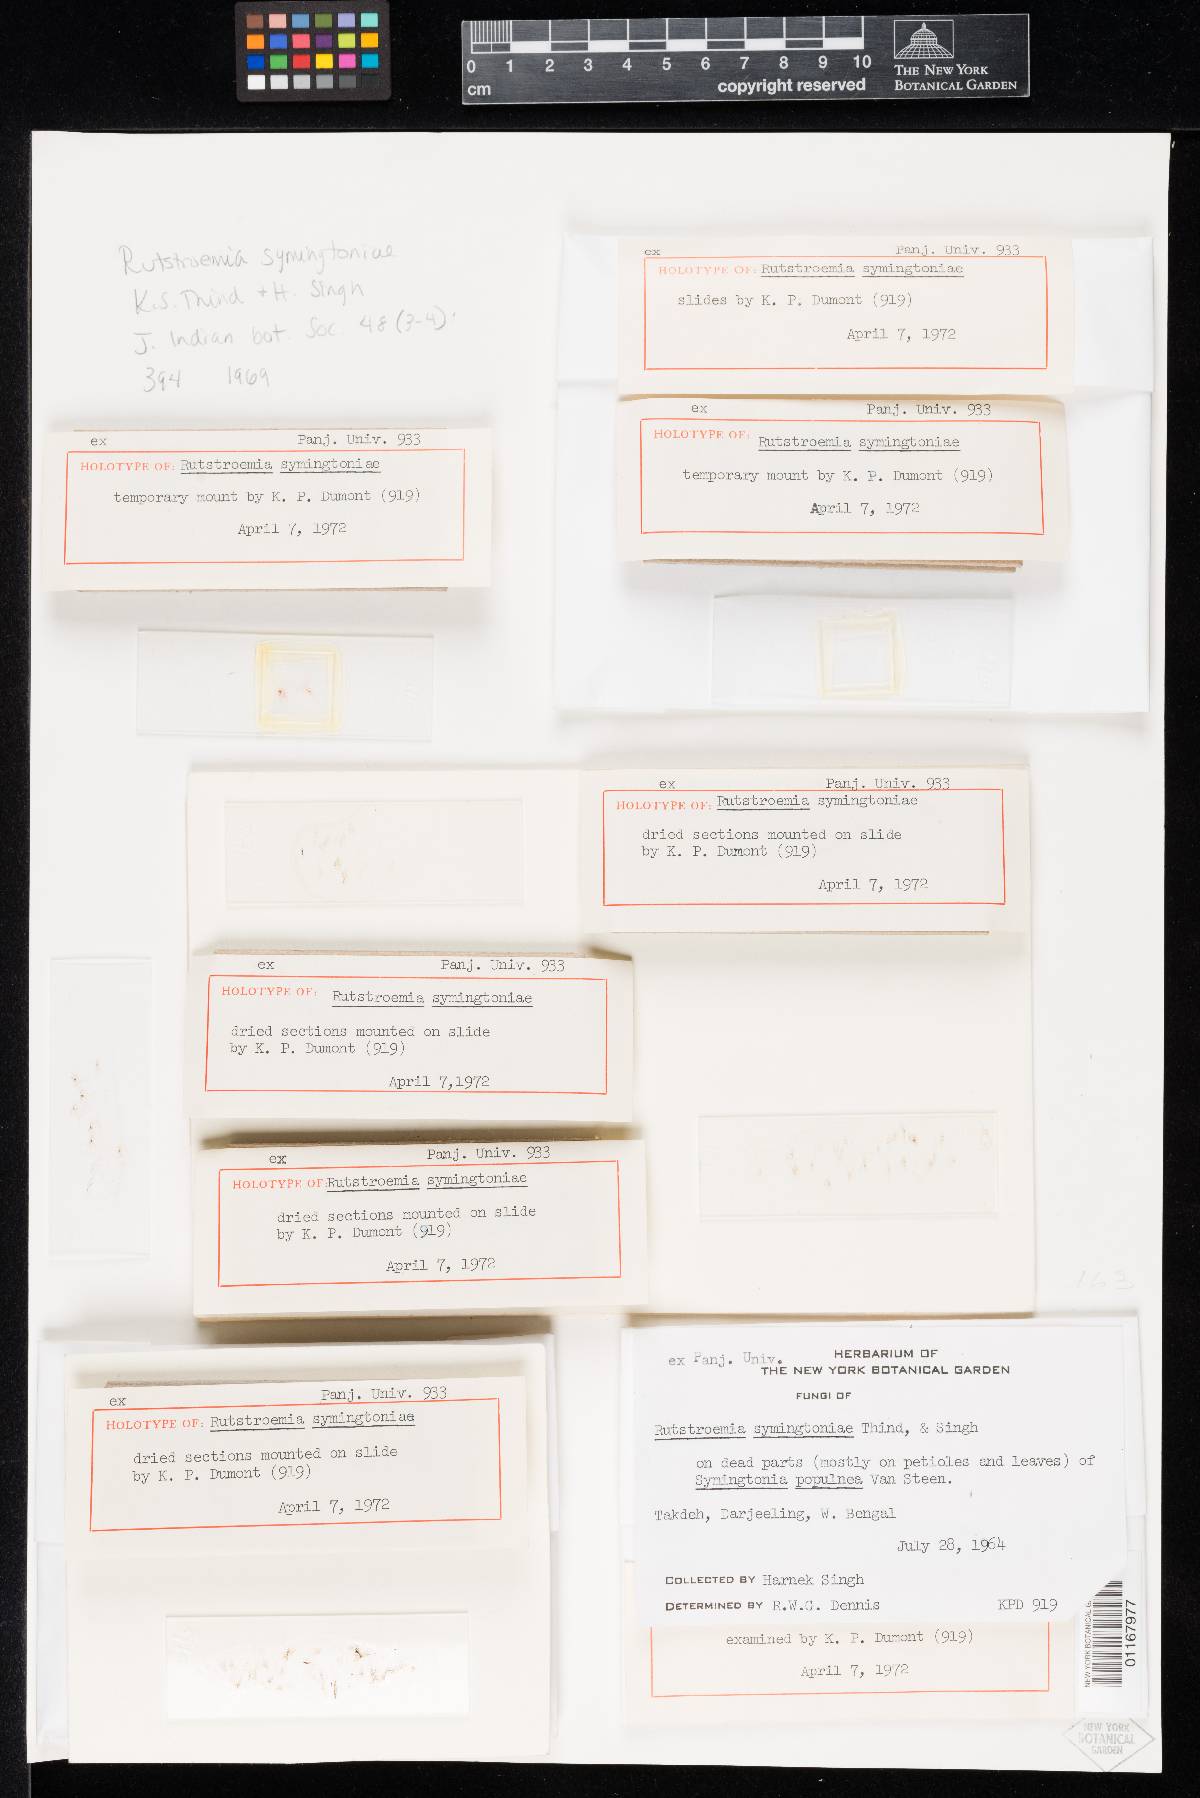 0 1 2 3 4 5 6 7 8 9 10
cm
copyright reserved
THE NEW YORK
BOTANICAL GARDEN
Rutstroemia symingtoniae
K.S. Thind + H. Singh
J. Indian bot. Soc. 48 (3-4):
394 1969
ex Panj. Univ. 933
HOLOTYPE OF: Rutstroemia symingtoniae
slides by K. P. Dumont (919)
April 7, 1972
ex Panj. Univ. 933
HOLOTYPE OF: Rutstroemia symingtoniae
temporary mount by K. P. Dumont (919)
April 7, 1972
ex Panj. Univ. 933
HOLOTYPE OF: Rutstroemia symingtoniae
temporary mount by K. P. Dumont (919)
April 7, 1972
ex Panj. Univ. 933
HOLOTYPE OF: Rutstroemia symingtoniae
dried sections mounted on slide
by K. P. Dumont (919)
April 7, 1972
ex Panj. Univ. 933
HOLOTYPE OF: Rutstroemia symingtoniae
dried sections mounted on slide
by K. P. Dumont (919)
April 7,1972
ex Panj. Univ. 933
HOLOTYPE OF: Rutstroemia symingtoniae
dried sections mounted on slide
by K. P. Dumont (919)
April 7, 1972
163
ex Panj. Univ. 933
HOLOTYPE OF: Rutstroemia symingtoniae
dried sections mounted on slide
by K. P. Dumont (919)
April 7, 1972
ex Panj. Univ.
HERBARIUM OF
THE NEW YORK BOTANICAL GARDEN
FUNGI OF
Rutstroemia symingtoniae Thind, & Singh
on dead parts (mostly on petioles and leaves) of
Symingtonia populnea Van Steen.
Takdeh, Darjeeling, W. Bengal
July 28, 1964
COLLECTED BY Harnek Singh
DETERMINED BY R.W.G. Dennis KPD 919
examined by K. P. Dumont (919)
April 7, 1972
NEW YORK BOTANICAL G
01167977
NEW YORK
BOTANICAL
GARDEN